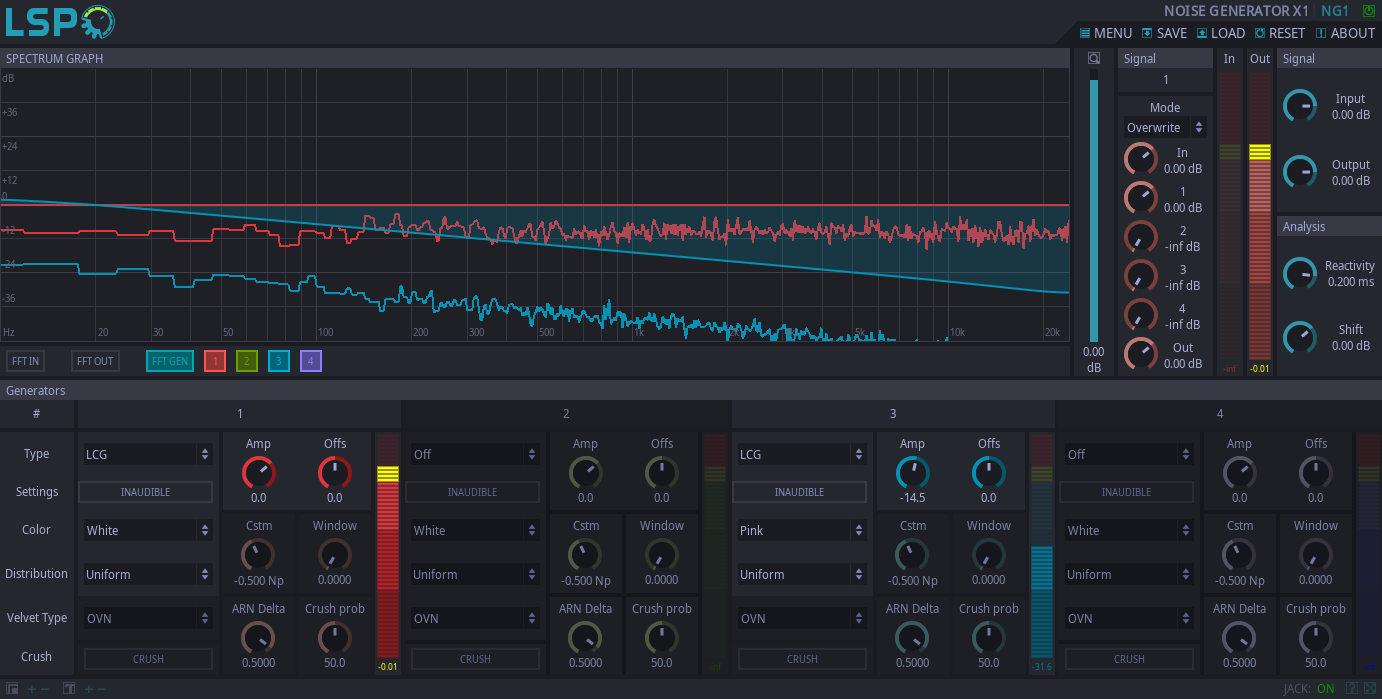 LSP
NOISE GENERATOR X1 NG1
MENU SAVE LOAD RESET ABOUT
SPECTRUM GRAPH
dB
+36
+24
+12
0
-12
-24
-36
Hz 20 30 50 100 200 300 500 1k 2k 3k 5k 10k 20k
FFT IN FFT OUT FFT GEN 1 2 3 4
0.00
dB
Signal
1
Mode
Overwrite
In
0.00 dB
1
0.00 dB
2
-inf dB
3
-inf dB
4
-inf dB
Out
0.00 dB
In Out
-inf -0.01
Signal
Input
0.00 dB
Output
0.00 dB
Analysis
Reactivity
0.200 ms
Shift
0.00 dB
Generators
# 1 2 3 4
Type
Settings
Color
Distribution
Velvet Type
Crush
LCG
INAUDIBLE
White
Uniform
OVN
CRUSH
Amp Offs
0.0 0.0
Cstm Window
-0.500 Np 0.0000
ARN Delta Crush prob
0.5000 50.0
-0.01
Off
INAUDIBLE
White
Uniform
OVN
CRUSH
Amp Offs
0.0 0.0
Cstm Window
-0.500 Np 0.0000
ARN Delta Crush prob
0.5000 50.0
-inf
LCG
INAUDIBLE
Pink
Uniform
OVN
CRUSH
Amp Offs
-14.5 0.0
Cstm Window
-0.500 Np 0.0000
ARN Delta Crush prob
0.5000 50.0
-31.6
Off
INAUDIBLE
White
Uniform
OVN
CRUSH
Amp Offs
0.0 0.0
Cstm Window
-0.500 Np 0.0000
ARN Delta Crush prob
0.5000 50.0
+ − T + −
JACK: ON ?